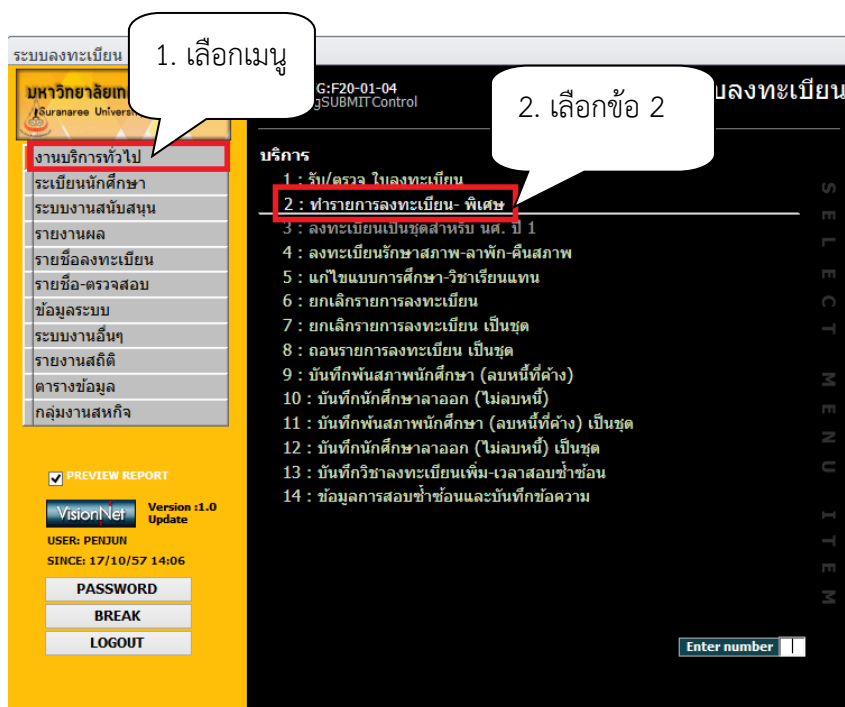 ระบบลงทะเบียน
1. เลือกเมนู
2. เลือกข้อ 2
มหาวิทยาลัยเท
Suranaree Univers
G:F20-01-04
gSUBMITControl
บลงทะเบียน
งานบริการทั่วไป
ระเบียนนักศึกษา
ระบบงานสนับสนุน
รายงานผล
รายชื่อลงทะเบียน
รายชื่อ-ตรวจสอบ
ข้อมูลระบบ
ระบบงานอื่นๆ
รายงานสถิติ
ตารางข้อมูล
กลุ่มงานสหกิจ
บริการ
1 : รับ/ตรวจ ใบลงทะเบียน
2 : ทำรายการลงทะเบียน- พิเศษ
3 : ลงทะเบียนเป็นชุดสำหรับ นศ. ปี 1
4 : ลงทะเบียนรักษาสภาพ-ลาพัก-คืนสภาพ
5 : แก้ไขแบบการศึกษา-วิชาเรียนแทน
6 : ยกเลิกรายการลงทะเบียน
7 : ยกเลิกรายการลงทะเบียน เป็นชุด
8 : ถอนรายการลงทะเบียน เป็นชุด
9 : บันทึกพ้นสภาพนักศึกษา (ลบหนี้ที่ค้าง)
10 : บันทึกนักศึกษาลาออก (ไม่ลบหนี้)
11 : บันทึกพ้นสภาพนักศึกษา (ลบหนี้ที่ค้าง) เป็นชุด
12 : บันทึกนักศึกษาลาออก (ไม่ลบหนี้) เป็นชุด
13 : บันทึกวิชาลงทะเบียนเพิ่ม-เวลาสอบซ้ำซ้อน
14 : ข้อมูลการสอบซ้ำซ้อนและบันทึกข้อความ
SELECT MENU ITEM
PREVIEW REPORT
VisionNet
Version :1.0
Update
USER: PENJUN
SINCE: 17/10/57 14:06
PASSWORD
BREAK
LOGOUT
Enter number